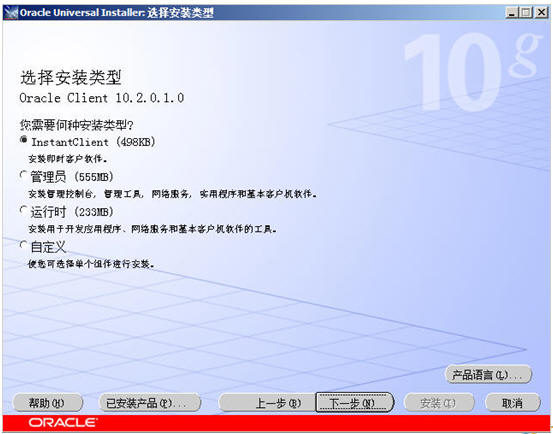 Oracle Universal Installer: 选择安装类型
10g
选择安装类型
Oracle Client 10.2.0.1.0
您需要何种安装类型?
InstantClient (498KB)
安装即时客户软件。
管理员 (555MB)
安装管理控制台, 管理工具, 网络服务, 实用程序和基本客户机软件。
运行时 (233MB)
安装用于开发应用程序、网络服务和基本客户机软件的工具。
自定义
使您可选择单个组件进行安装。
产品语言(L)...
帮助(H) 已安装产品(P)... 上一步(B) 下一步(N) 安装(I) 取消
ORACLE